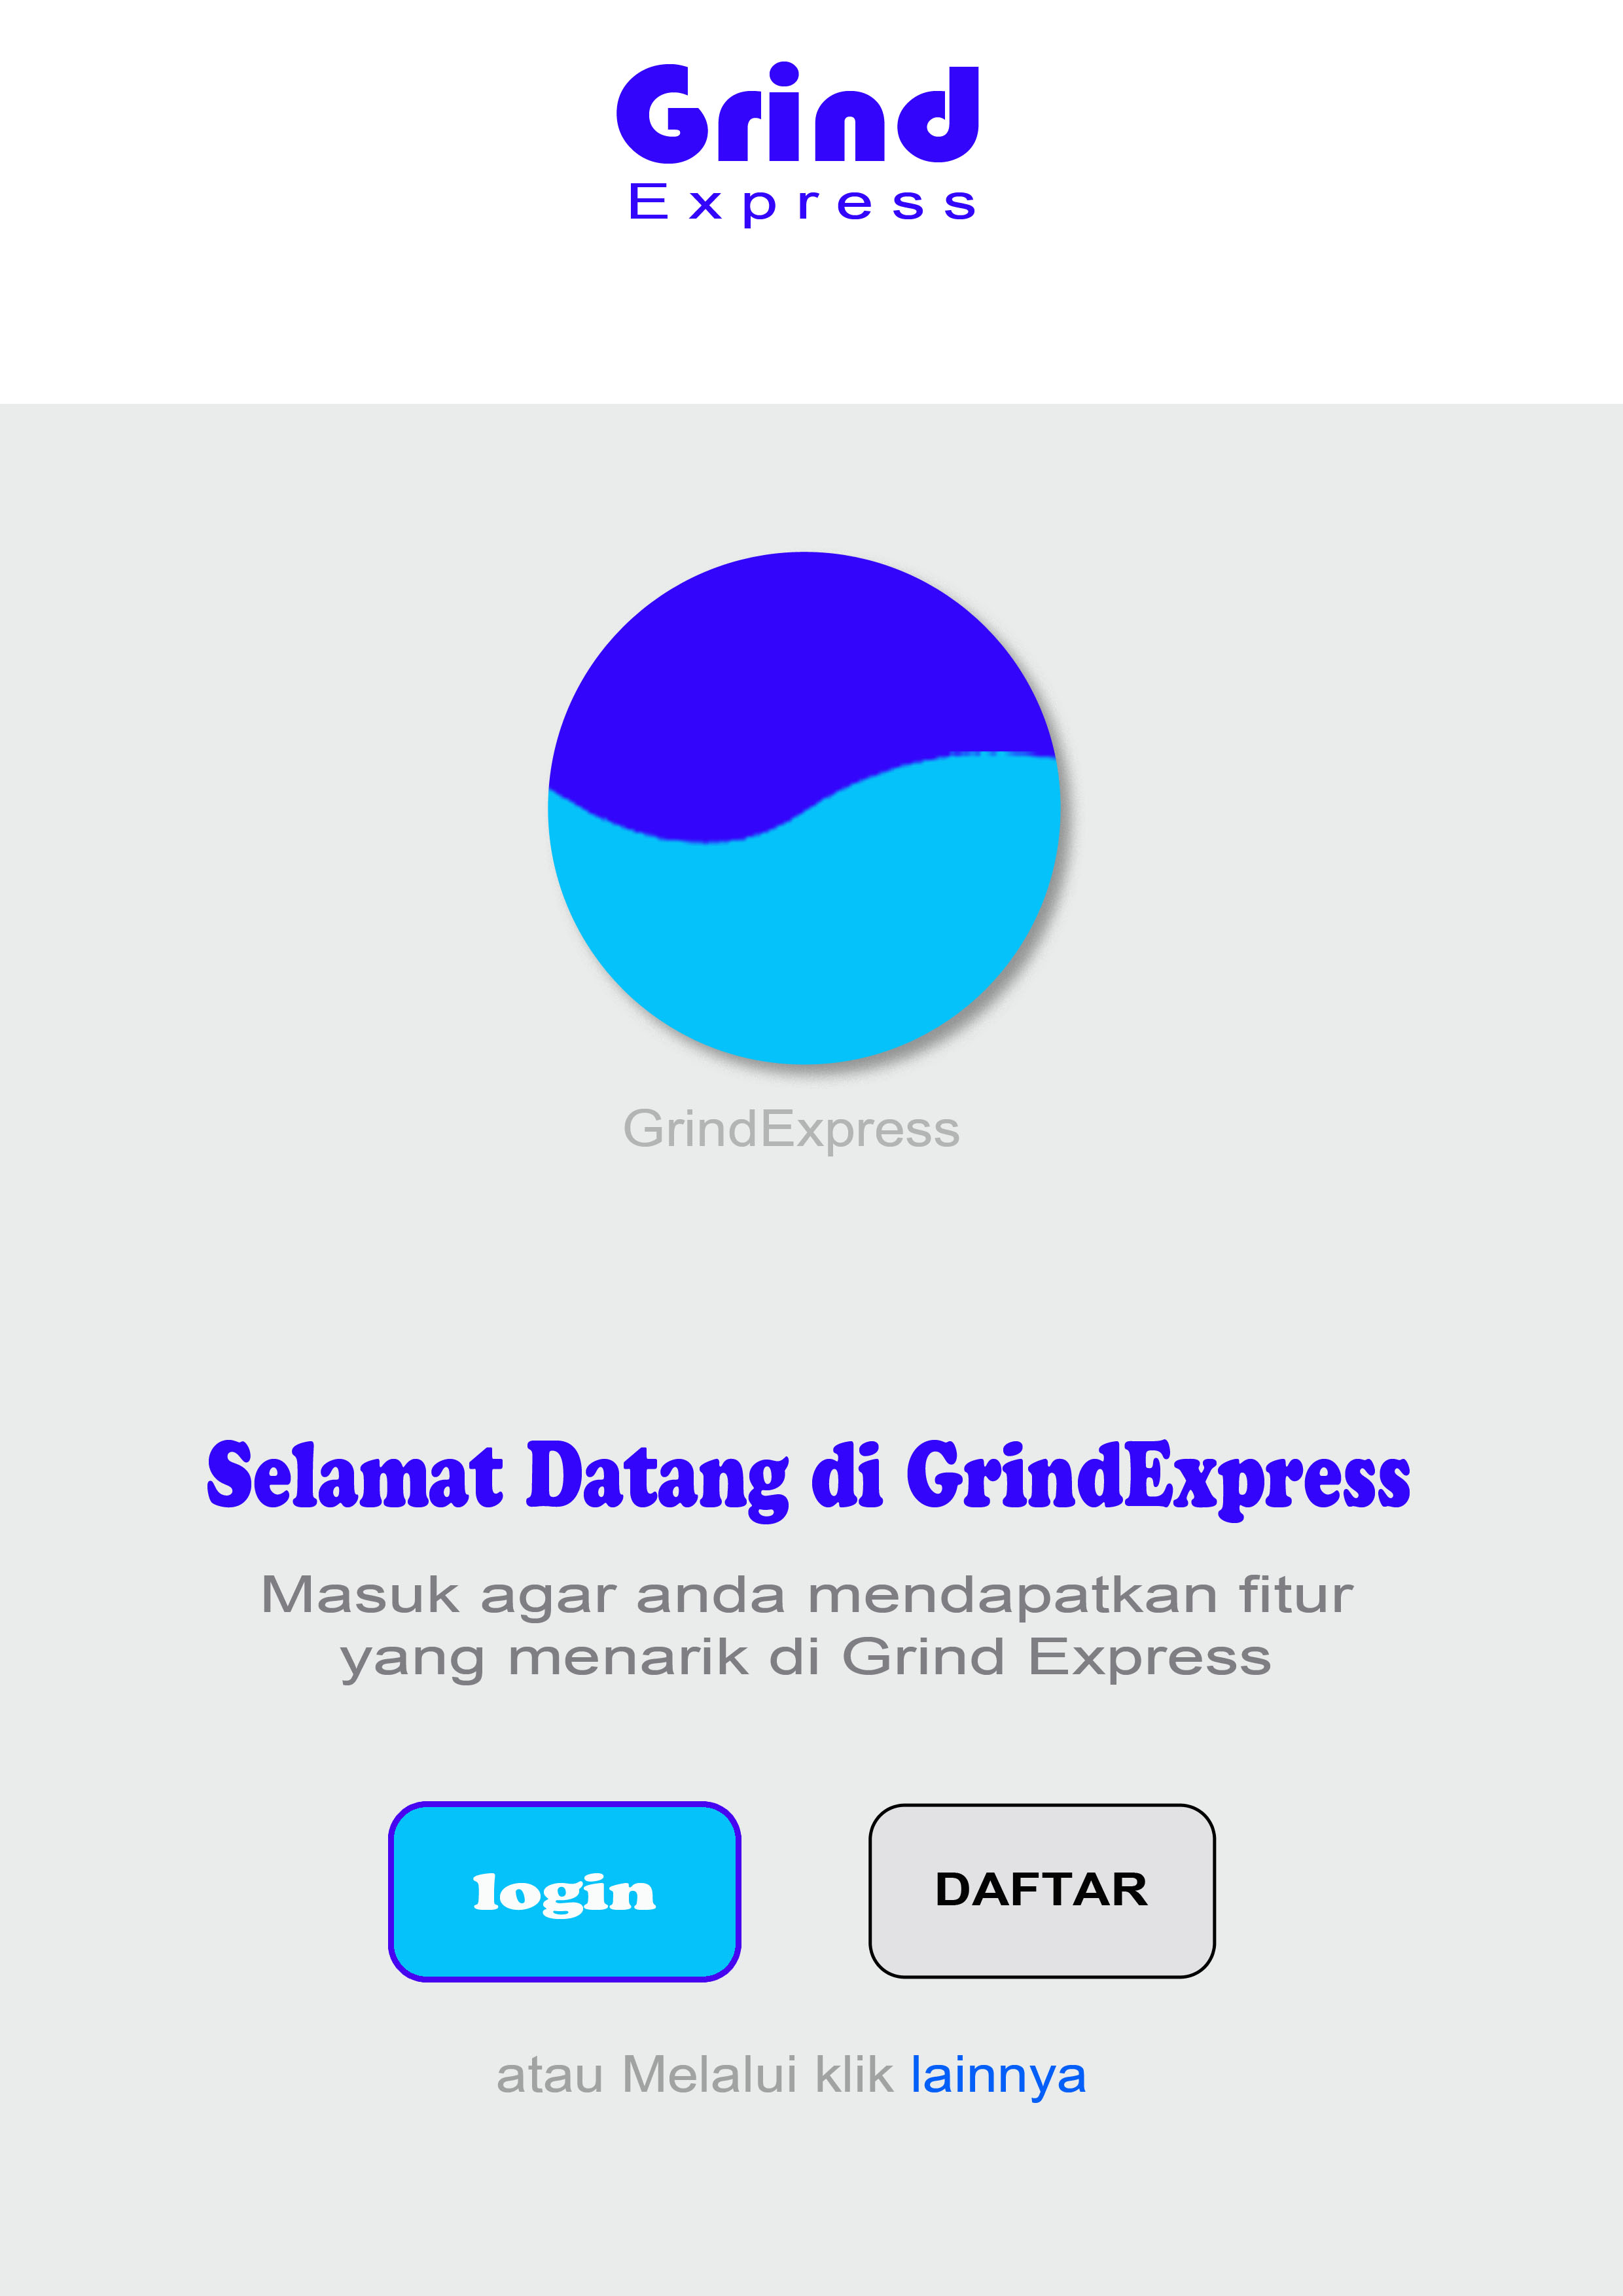 Grind
Express
GrindExpress
Selamat Datang di GrindExpress
Masuk agar anda mendapatkan fitur
yang menarik di Grind Express
login
DAFTAR
atau Melalui klik lainnya